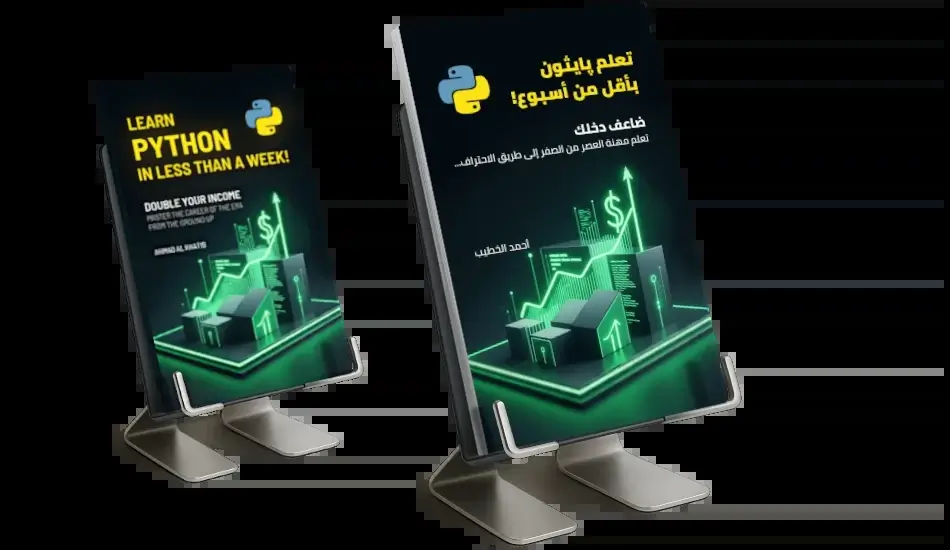 LEARN
PYTHON
IN LESS THAN A WEEK!
DOUBLE YOUR INCOME
MASTER THE CAREER OF THE ERA
FROM THE GROUND UP
AHMAD AL KHATIB
تعلم پایثون
بأقل من أسبوع!
ضاعف دخلك
تعلم مهنة العصر من الصفر إلى طريق الاحتراف...
أحمد الخطيب